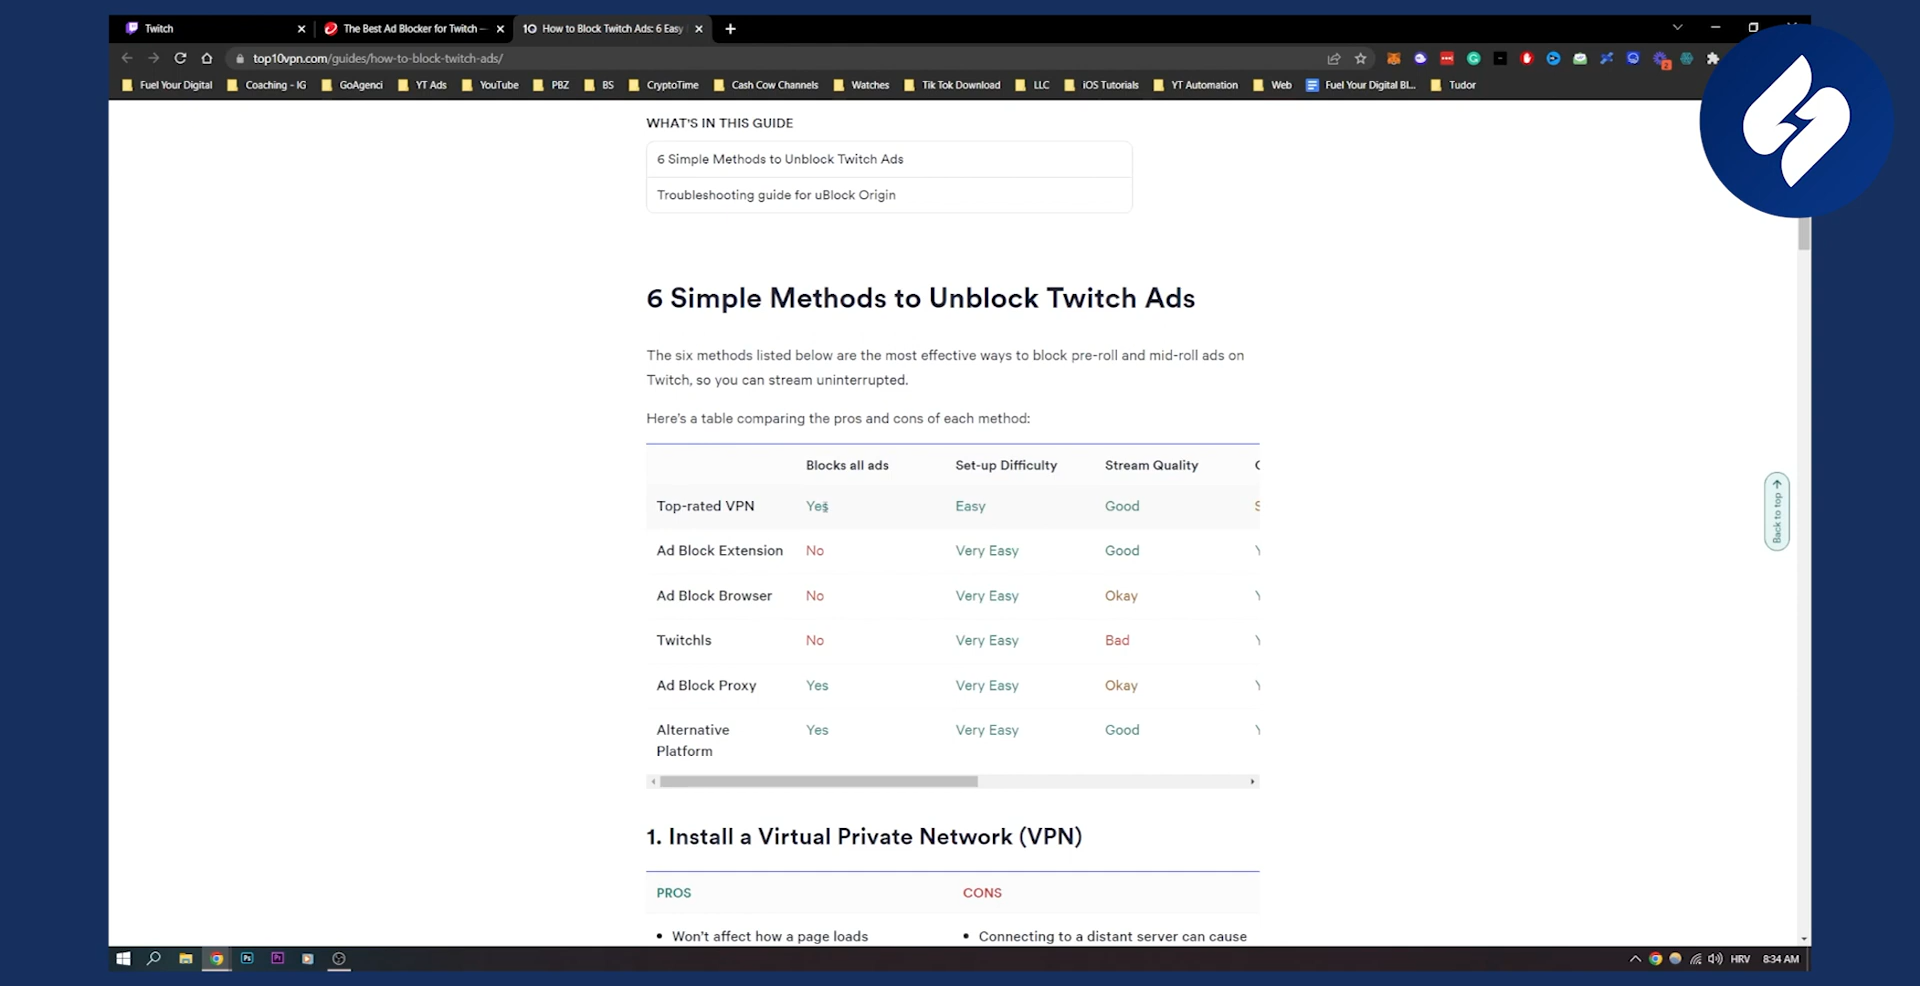 Twitch
The Best Ad Blocker for Twitch –
10 How to Block Twitch Ads: 6 Easy
top10vpn.com/guides/how-to-block-twitch-ads/
Fuel Your Digital
Coaching - IG
GoAgenci
YT Ads
YouTube
PBZ
BS
CryptoTime
Cash Cow Channels
Watches
Tik Tok Download
LLC
iOS Tutorials
YT Automation
Web
Fuel Your Digital Bl...
Tudor
WHAT'S IN THIS GUIDE
6 Simple Methods to Unblock Twitch Ads
Troubleshooting guide for uBlock Origin
6 Simple Methods to Unblock Twitch Ads
The six methods listed below are the most effective ways to block pre-roll and mid-roll ads on
Twitch, so you can stream uninterrupted.
Here's a table comparing the pros and cons of each method:
Blocks all ads Set-up Difficulty Stream Quality
Top-rated VPN Yes Easy Good
Ad Block Extension No Very Easy Good
Ad Block Browser No Very Easy Okay
Twitchls No Very Easy Bad
Ad Block Proxy Yes Very Easy Okay
Alternative
Platform Yes Very Easy Good
Back to top
1. Install a Virtual Private Network (VPN)
PROS CONS
• Won't affect how a page loads
• Connecting to a distant server can cause
Ps
Pr
HRV 8:34 AM